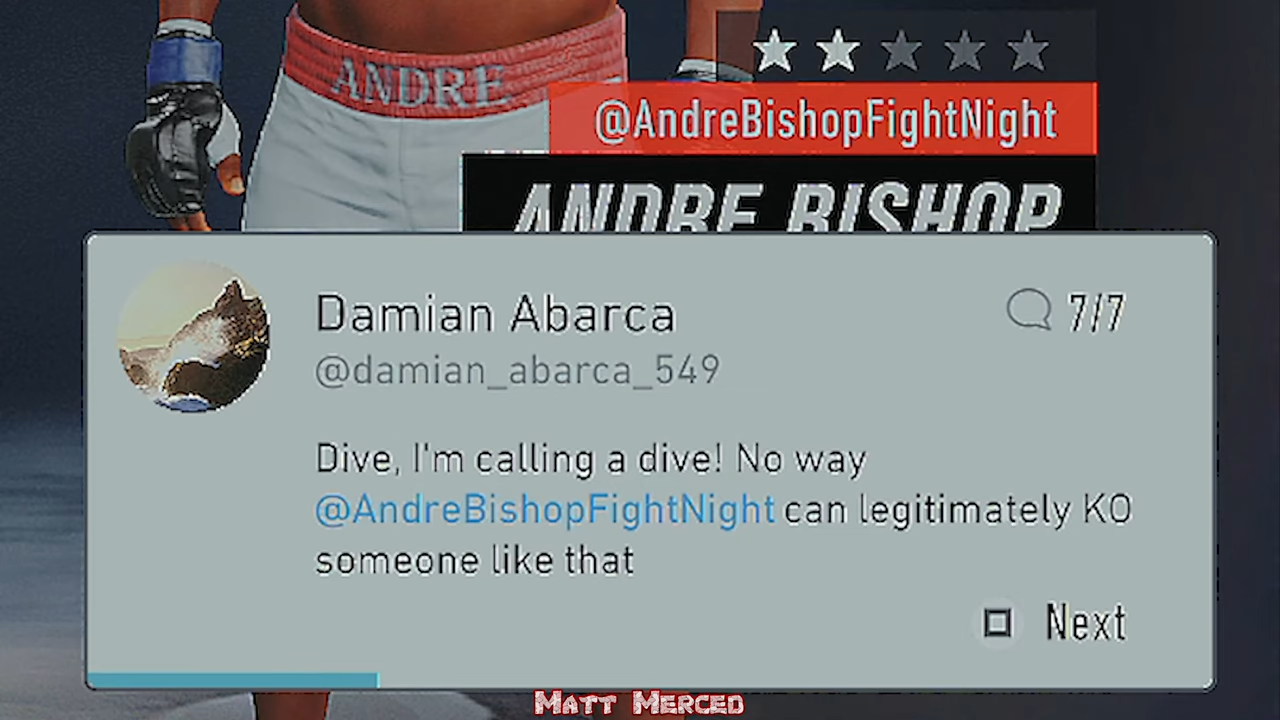 ANDRE
@AndreBishopFightNight
ANDRE BISHOP
Damian Abarca
7/7
@damian_abarca_549
Dive, I'm calling a dive! No way
@AndreBishopFightNight can legitimately KO
someone like that
Next
Matt Merced